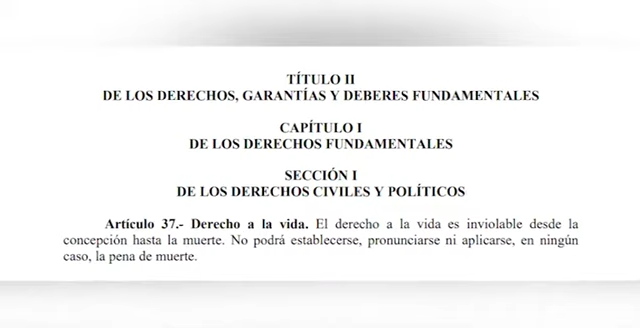 TÍTULO II
DE LOS DERECHOS, GARANTÍAS Y DEBERES FUNDAMENTALES
CAPÍTULO I
DE LOS DERECHOS FUNDAMENTALES
SECCIÓN I
DE LOS DERECHOS CIVILES Y POLÍTICOS
Artículo 37.- Derecho a la vida. El derecho a la vida es inviolable desde la
concepción hasta la muerte. No podrá establecerse, pronunciarse ni aplicarse, en ningún
caso, la pena de muerte.